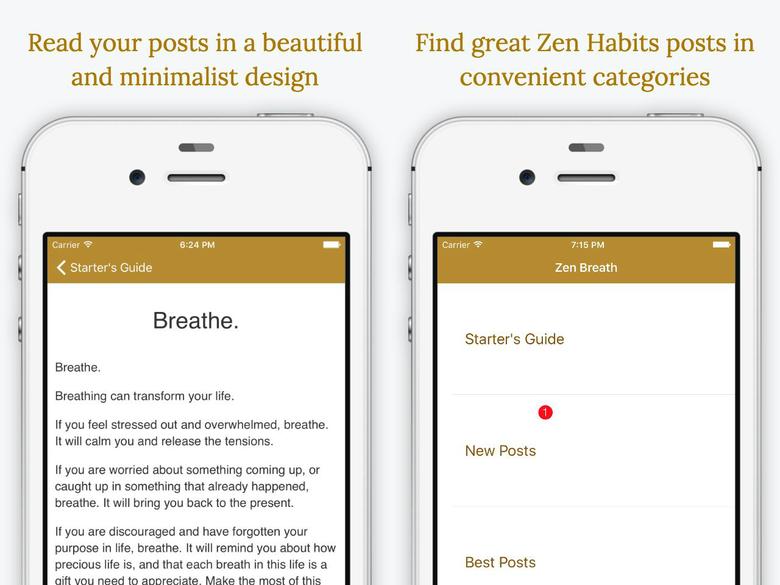 Read your posts in a beautiful
and minimalist design
Carrier
6:24 PM
Starter's Guide
Breathe.
Breathe.
Breathing can transform your life.
If you feel stressed out and overwhelmed, breathe.
It will calm you and release the tensions.
If you are worried about something coming up, or
caught up in something that already happened,
breathe. It will bring you back to the present.
If you are discouraged and have forgotten your
purpose in life, breathe. It will remind you about how
precious life is, and that each breath in this life is a
gift you need to appreciate. Make the most of this
Find great Zen Habits posts in
convenient categories
Carrier
7:15 PM
Zen Breath
Starter's Guide
1
New Posts
Best Posts